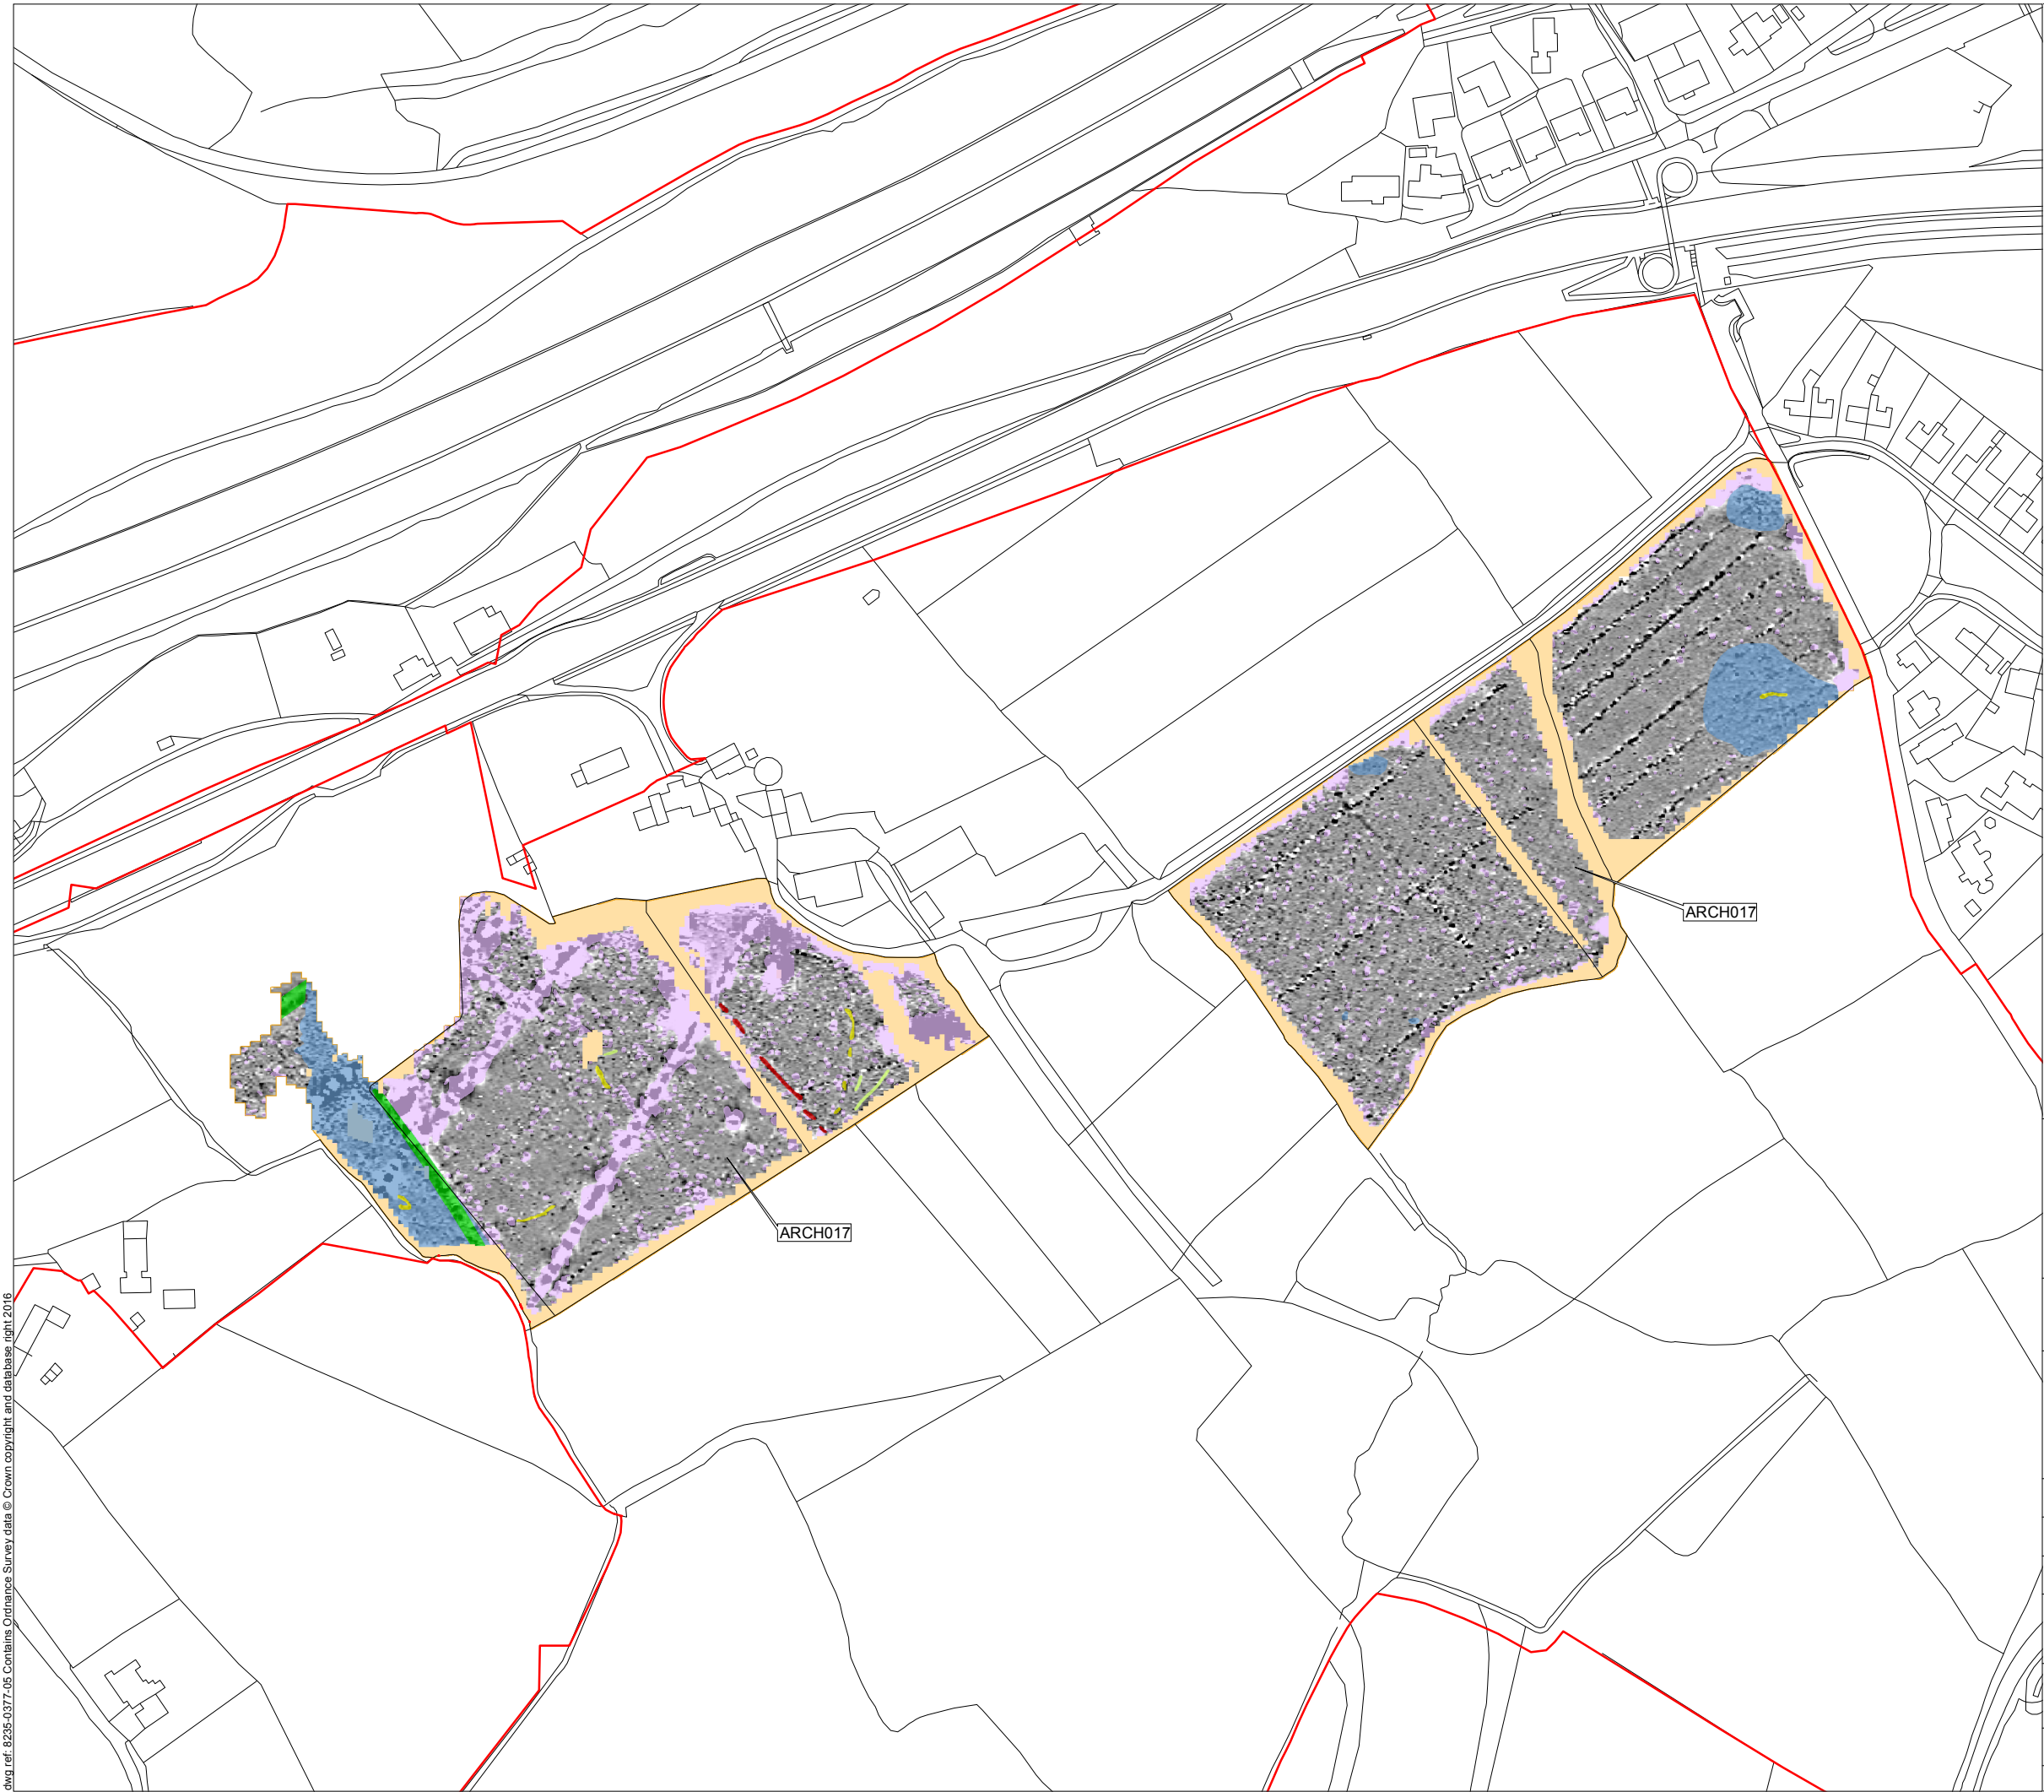 ARCH017
ARCH017
dwg ref: 8235-0377-05 Contains Ordnance Survey data © Crown copyright and database right 2016